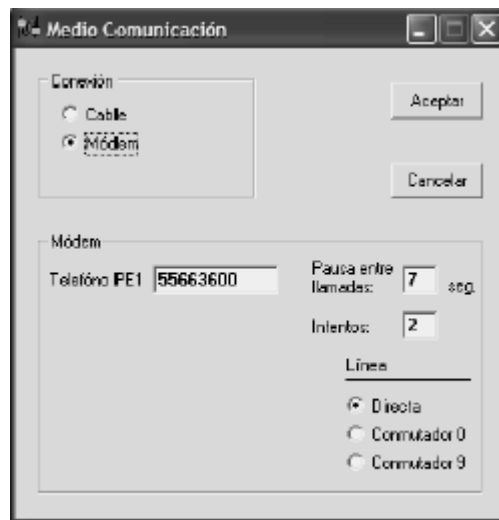 Medio Comunicación
Conexión
Cable
Módem
Aceptar
Cancelar
Módem
Teléfono IPE1 55663600
Pausa entre llamadas: 7 seg.
Intentos: 2
Línea
Directa
Conmutador 0
Conmutador 9